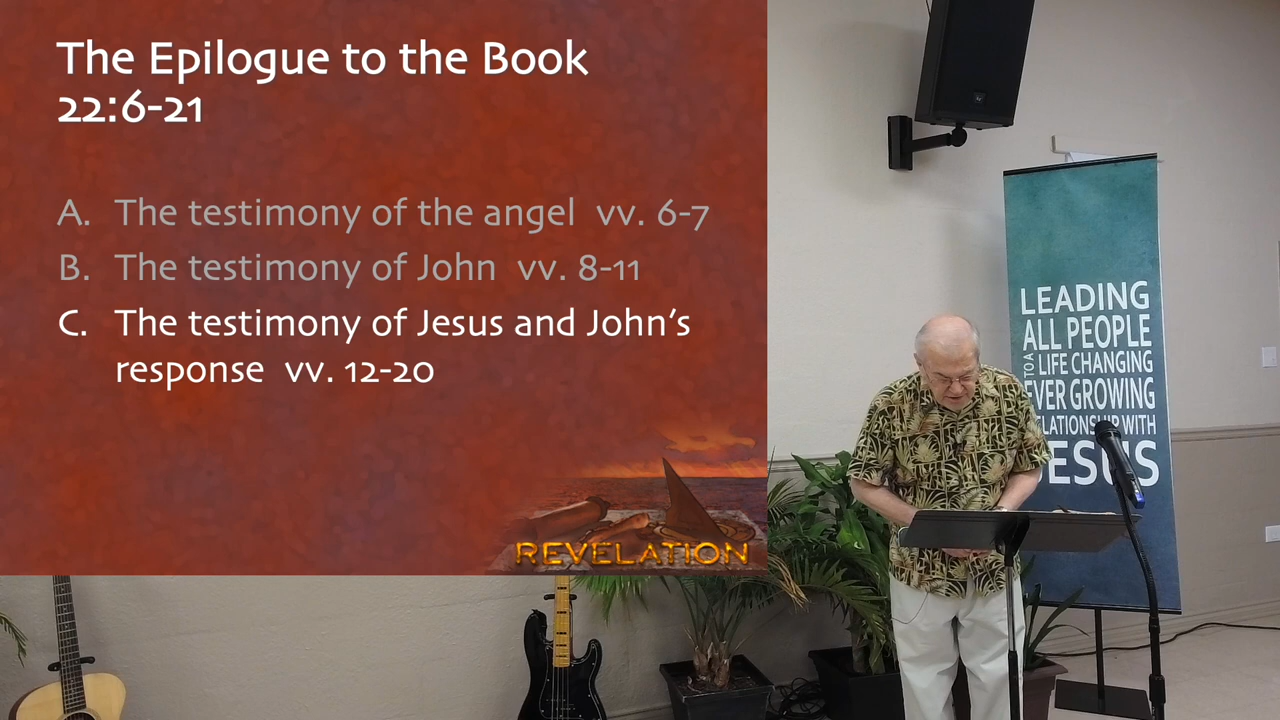 The Epilogue to the Book
22:6-21
A. The testimony of the angel vv. 6-7
B. The testimony of John vv. 8-11
C. The testimony of Jesus and John's
response vv. 12-20
REVELATION
LEADING
ALL PEOPLE
TO A LIFE CHANGING
EVER GROWING
RELATIONSHIP WITH
JESUS